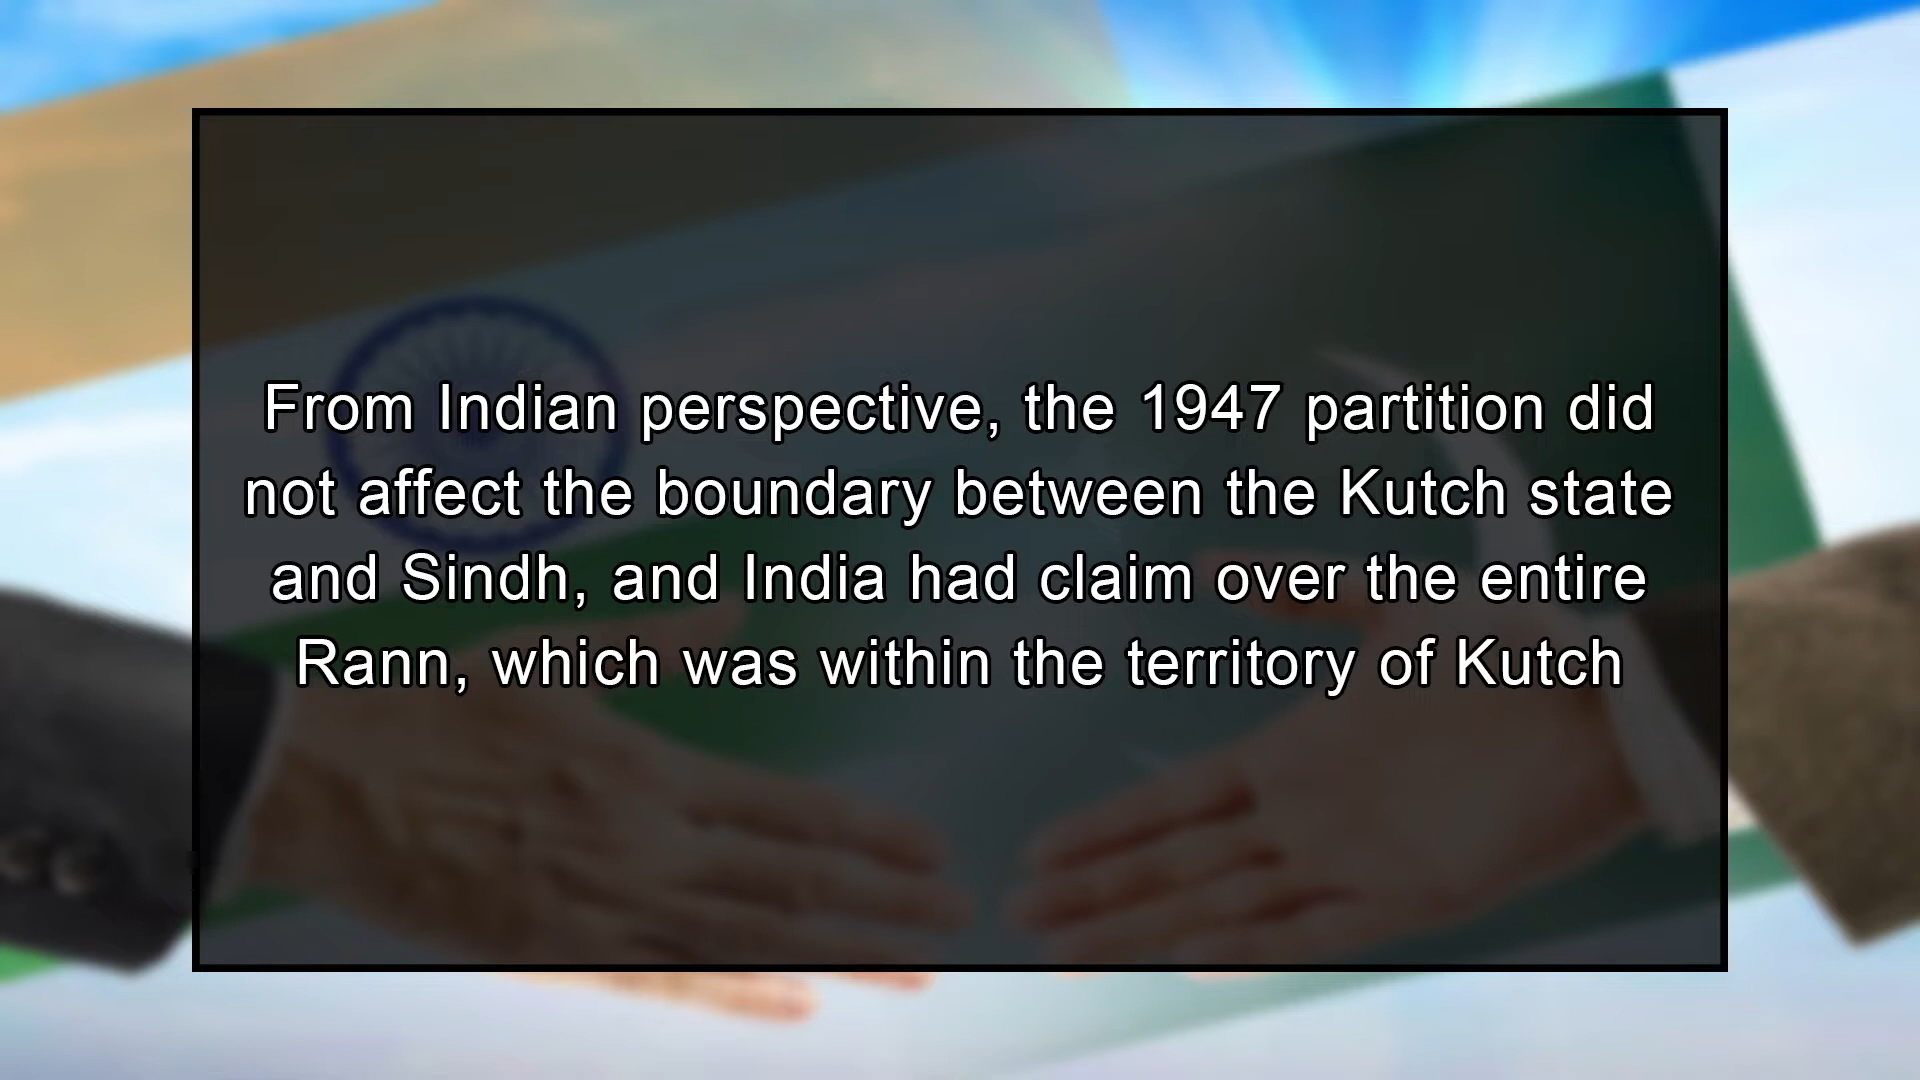 From Indian perspective, the 1947 partition did
not affect the boundary between the Kutch state
and Sindh, and India had claim over the entire
Rann, which was within the territory of Kutch